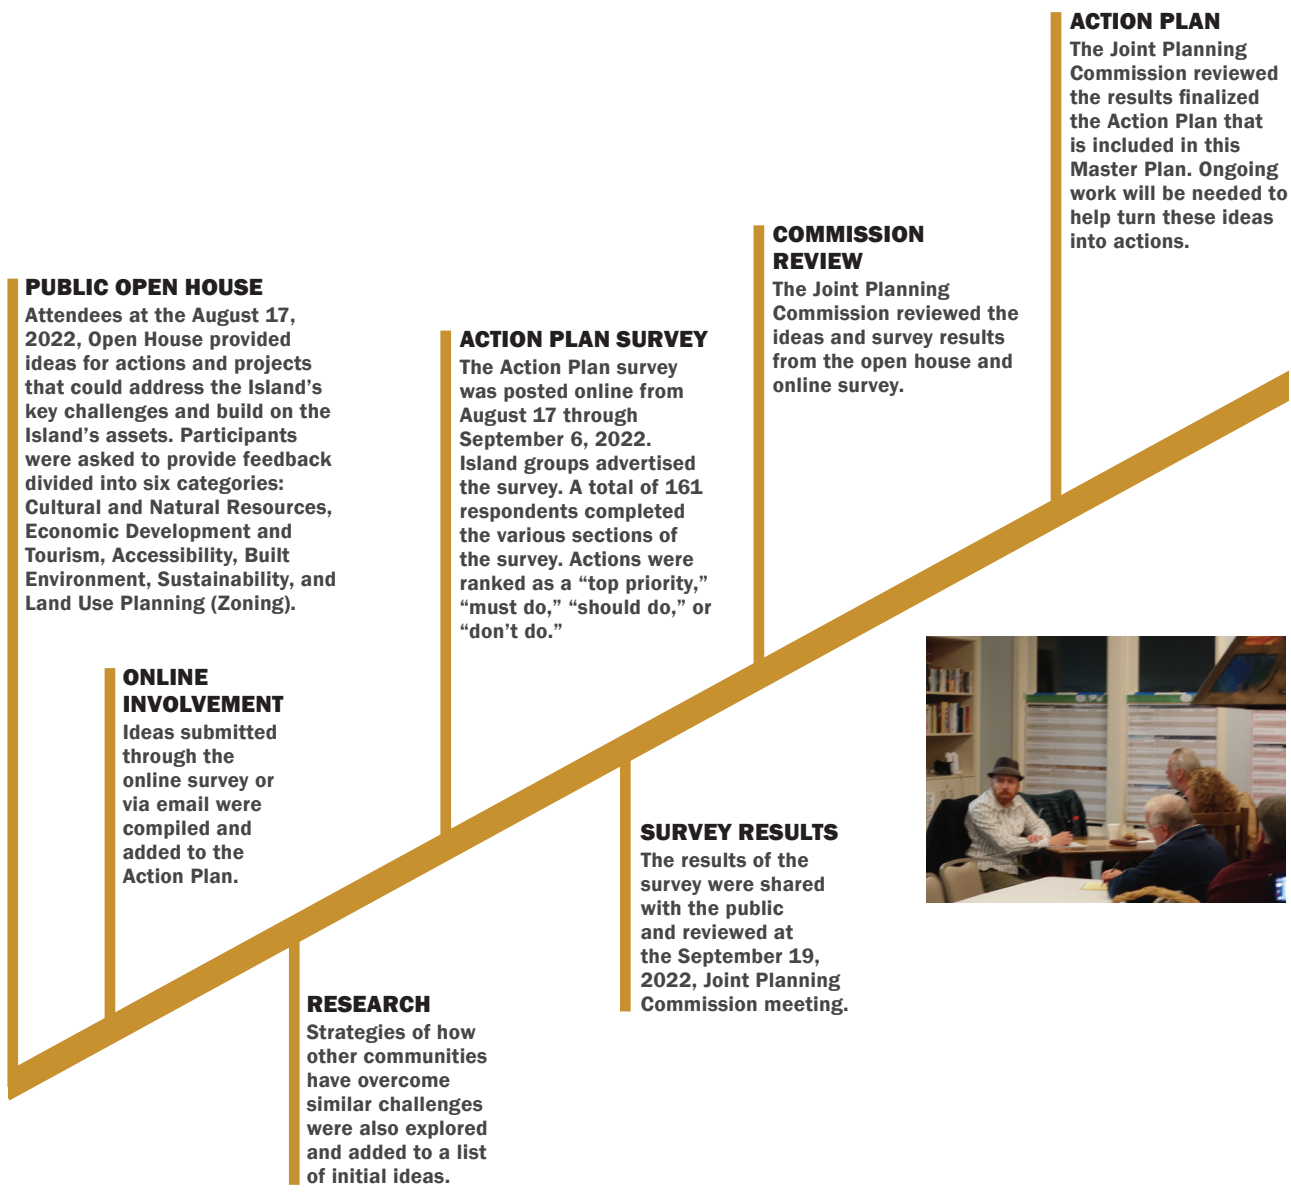 PUBLIC OPEN HOUSE
Attendees at the August 17,
2022, Open House provided
ideas for actions and projects
that could address the Island’s
key challenges and build on the
Island’s assets. Participants
were asked to provide feedback
divided into six categories:
Cultural and Natural Resources,
Economic Development and
Tourism, Accessibility, Built
Environment, Sustainability, and
Land Use Planning (Zoning).
ONLINE
INVOLVEMENT
Ideas submitted
through the
online survey or
via email were
compiled and
added to the
Action Plan.
RESEARCH
Strategies of how
other communities
have overcome
similar challenges
were also explored
and added to a list
of initial ideas.
ACTION PLAN SURVEY
The Action Plan survey
was posted online from
August 17 through
September 6, 2022.
Island groups advertised
the survey. A total of 161
respondents completed
the various sections of
the survey. Actions were
ranked as a “top priority,”
“must do,” “should do,” or
“don’t do.”
SURVEY RESULTS
The results of the
survey were shared
with the public
and reviewed at
the September 19,
2022, Joint Planning
Commission meeting.
COMMISSION
REVIEW
The Joint Planning
Commission reviewed the
ideas and survey results
from the open house and
online survey.
ACTION PLAN
The Joint Planning
Commission reviewed
the results finalized
the Action Plan that
is included in this
Master Plan. Ongoing
work will be needed to
help turn these ideas
into actions.